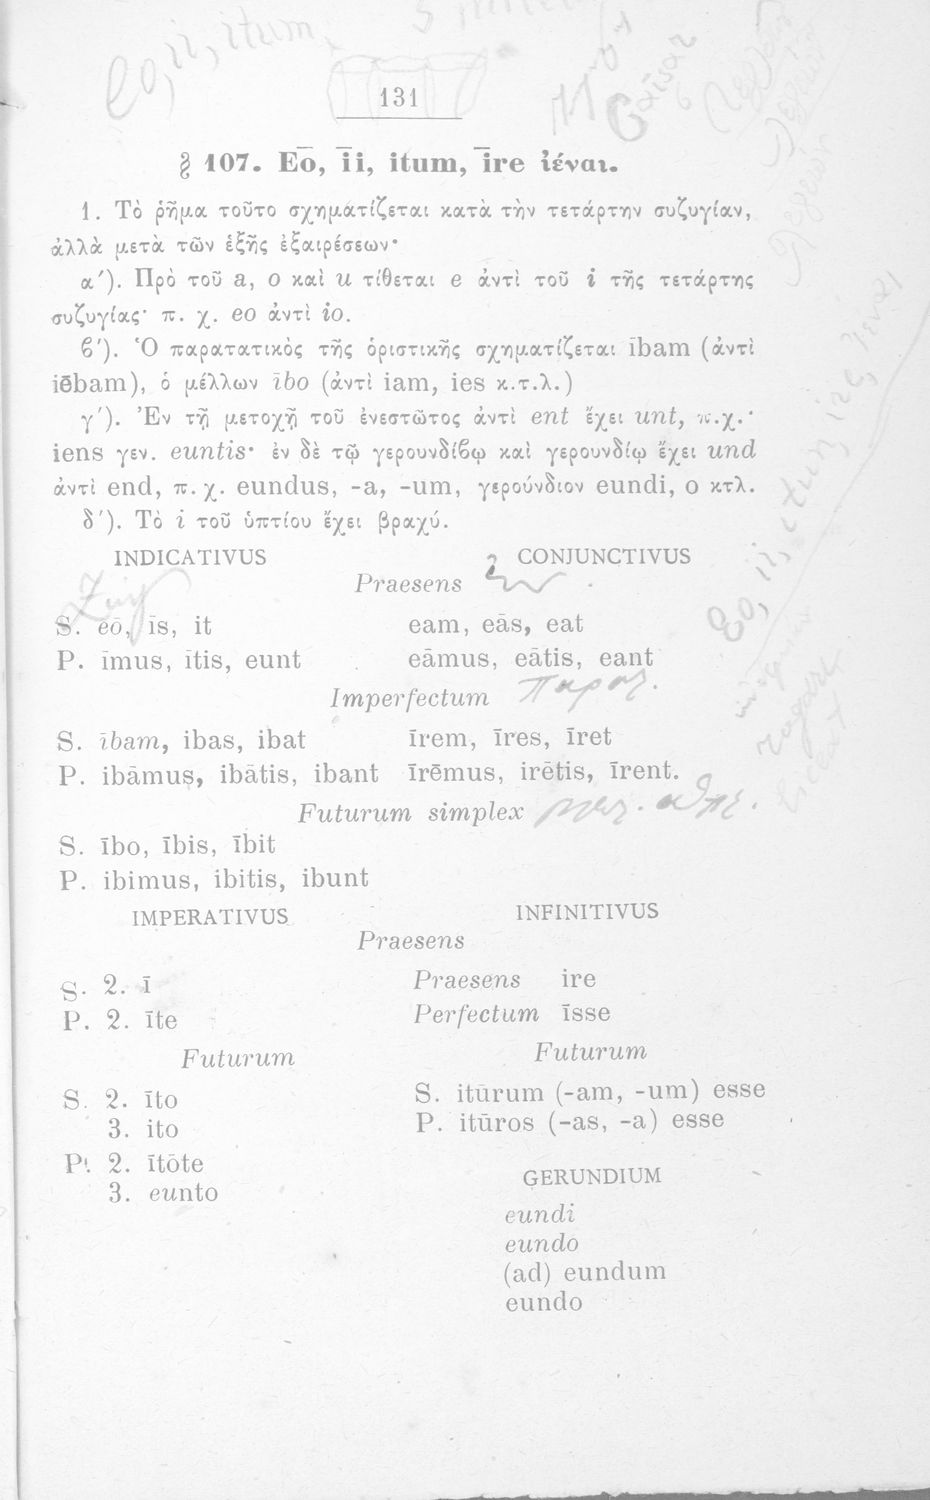 eo, ii, itum,
131
§ 107. Eō, īi, itum, īre ἰέναι.
1. Τὸ ῥῆμα τοῦτο σχηματίζεται κατὰ τὴν τετάρτην συζυγίαν,
ἀλλὰ μετὰ τῶν ἑξῆς ἐξαιρέσεων·
α΄). Πρὸ τοῦ a, o καὶ u τίθεται e ἀντὶ τοῦ i τῆς τετάρτης
συζυγίας· π. χ. eo ἀντὶ io.
ϐ΄). Ὁ παρατατικὸς τῆς ὁριστικῆς σχηματίζεται ībam (ἀντὶ
iēbam), ὁ μέλλων ībo (ἀντὶ iam, ies κ.τ.λ.)
γ΄). Ἐν τῇ μετοχῇ τοῦ ἐνεστῶτος ἀντὶ ent ἔχει unt, π.χ.·
iens γεν. euntis· ἐν δὲ τῷ γερουνδίϐῳ καὶ γερουνδίῳ ἔχει und
ἀντὶ end, π. χ. eundus, -a, -um, γερούνδιον eundi, o κτλ.
δ΄). Τὸ i τοῦ ὑπτίου ἔχει βραχύ.
INDICATIVUS CONJUNCTIVUS
Praesens
S. eō, īs, it eam, eās, eat
P. īmus, ītis, eunt eāmus, eātis, eant
Imperfectum παρατ.
S. ībam, ibas, ibat īrem, īres, īret
P. ibāmus, ibātis, ibant īrēmus, irētis, īrent.
Futurum simplex
S. ībo, ībis, ībit
P. ibimus, ibitis, ibunt
IMPERATIVUS INFINITIVUS
Praesens
S. 2. ī Praesens ire
P. 2. īte Perfectum īsse
Futurum Futurum
S. 2. īto S. itūrum (-am, -um) esse
3. ito P. itūros (-as, -a) esse
P. 2. ītōte
3. eunto
GERUNDIUM
eundi
eundo
(ad) eundum
eundo